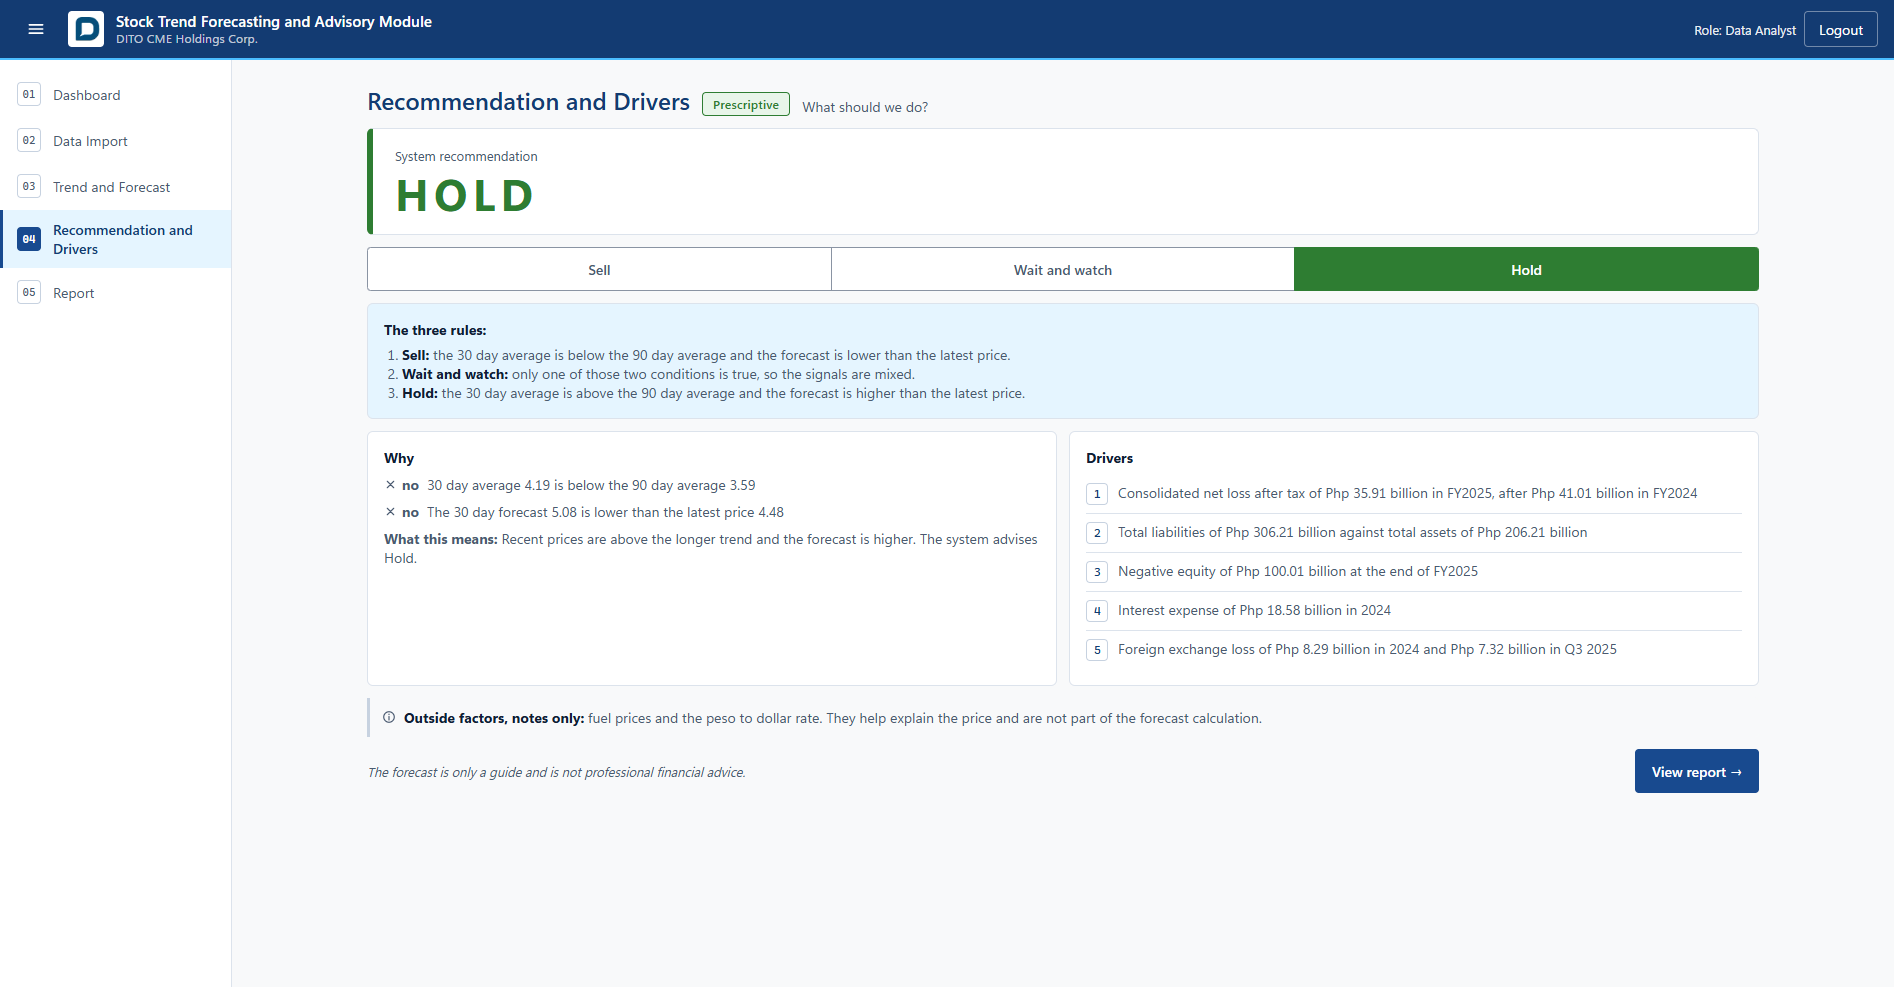 Stock Trend Forecasting and Advisory Module
DITO CME Holdings Corp.
Role: Data Analyst
Logout
01 Dashboard
02 Data Import
03 Trend and Forecast
04 Recommendation and
Drivers
05 Report
Recommendation and Drivers
Prescriptive
What should we do?
System recommendation
HOLD
Sell
Wait and watch
Hold
The three rules:
1. Sell: the 30 day average is below the 90 day average and the forecast is lower than the latest price.
2. Wait and watch: only one of those two conditions is true, so the signals are mixed.
3. Hold: the 30 day average is above the 90 day average and the forecast is higher than the latest price.
Why
× no 30 day average 4.19 is below the 90 day average 3.59
× no The 30 day forecast 5.08 is lower than the latest price 4.48
What this means: Recent prices are above the longer trend and the forecast is higher. The system advises
Hold.
Drivers
1 Consolidated net loss after tax of Php 35.91 billion in FY2025, after Php 41.01 billion in FY2024
2 Total liabilities of Php 306.21 billion against total assets of Php 206.21 billion
3 Negative equity of Php 100.01 billion at the end of FY2025
4 Interest expense of Php 18.58 billion in 2024
5 Foreign exchange loss of Php 8.29 billion in 2024 and Php 7.32 billion in Q3 2025
Outside factors, notes only: fuel prices and the peso to dollar rate. They help explain the price and are not part of the forecast calculation.
The forecast is only a guide and is not professional financial advice.
View report →